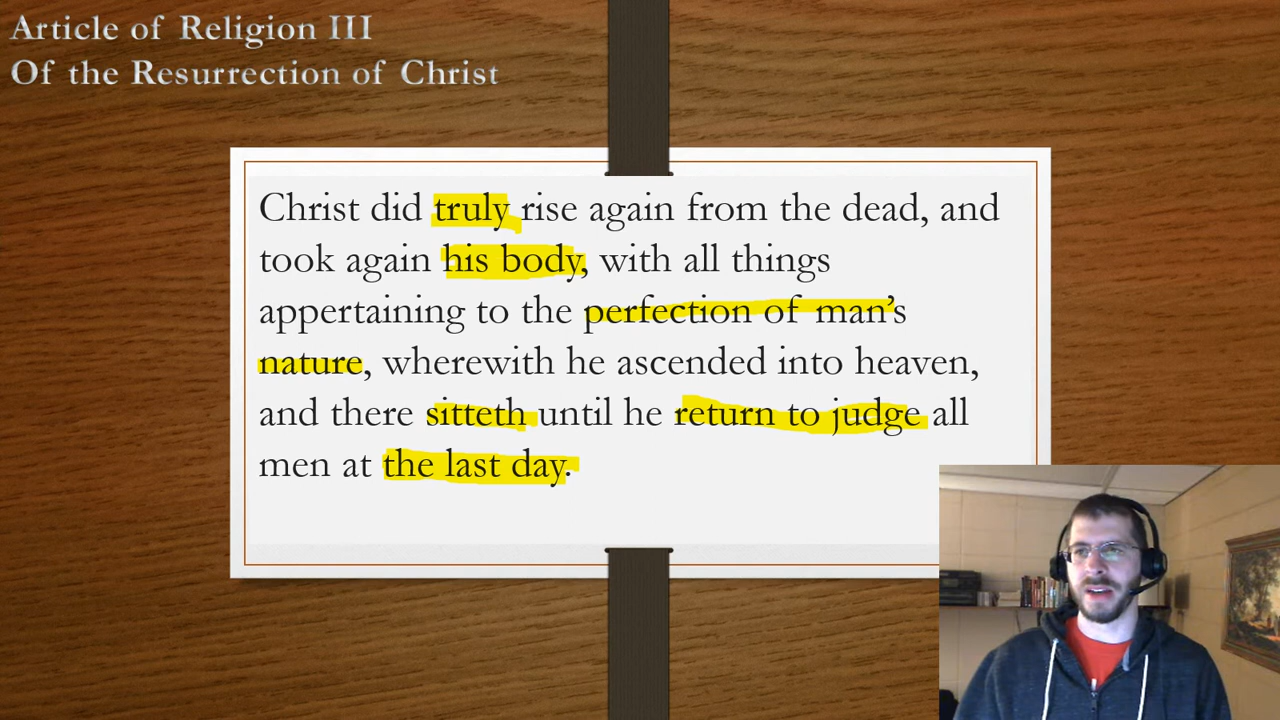 Article of Religion III
Of the Resurrection of Christ
Christ did truly rise again from the dead, and
took again his body, with all things
appertaining to the perfection of man’s
nature, wherewith he ascended into heaven,
and there sitteth until he return to judge all
men at the last day.